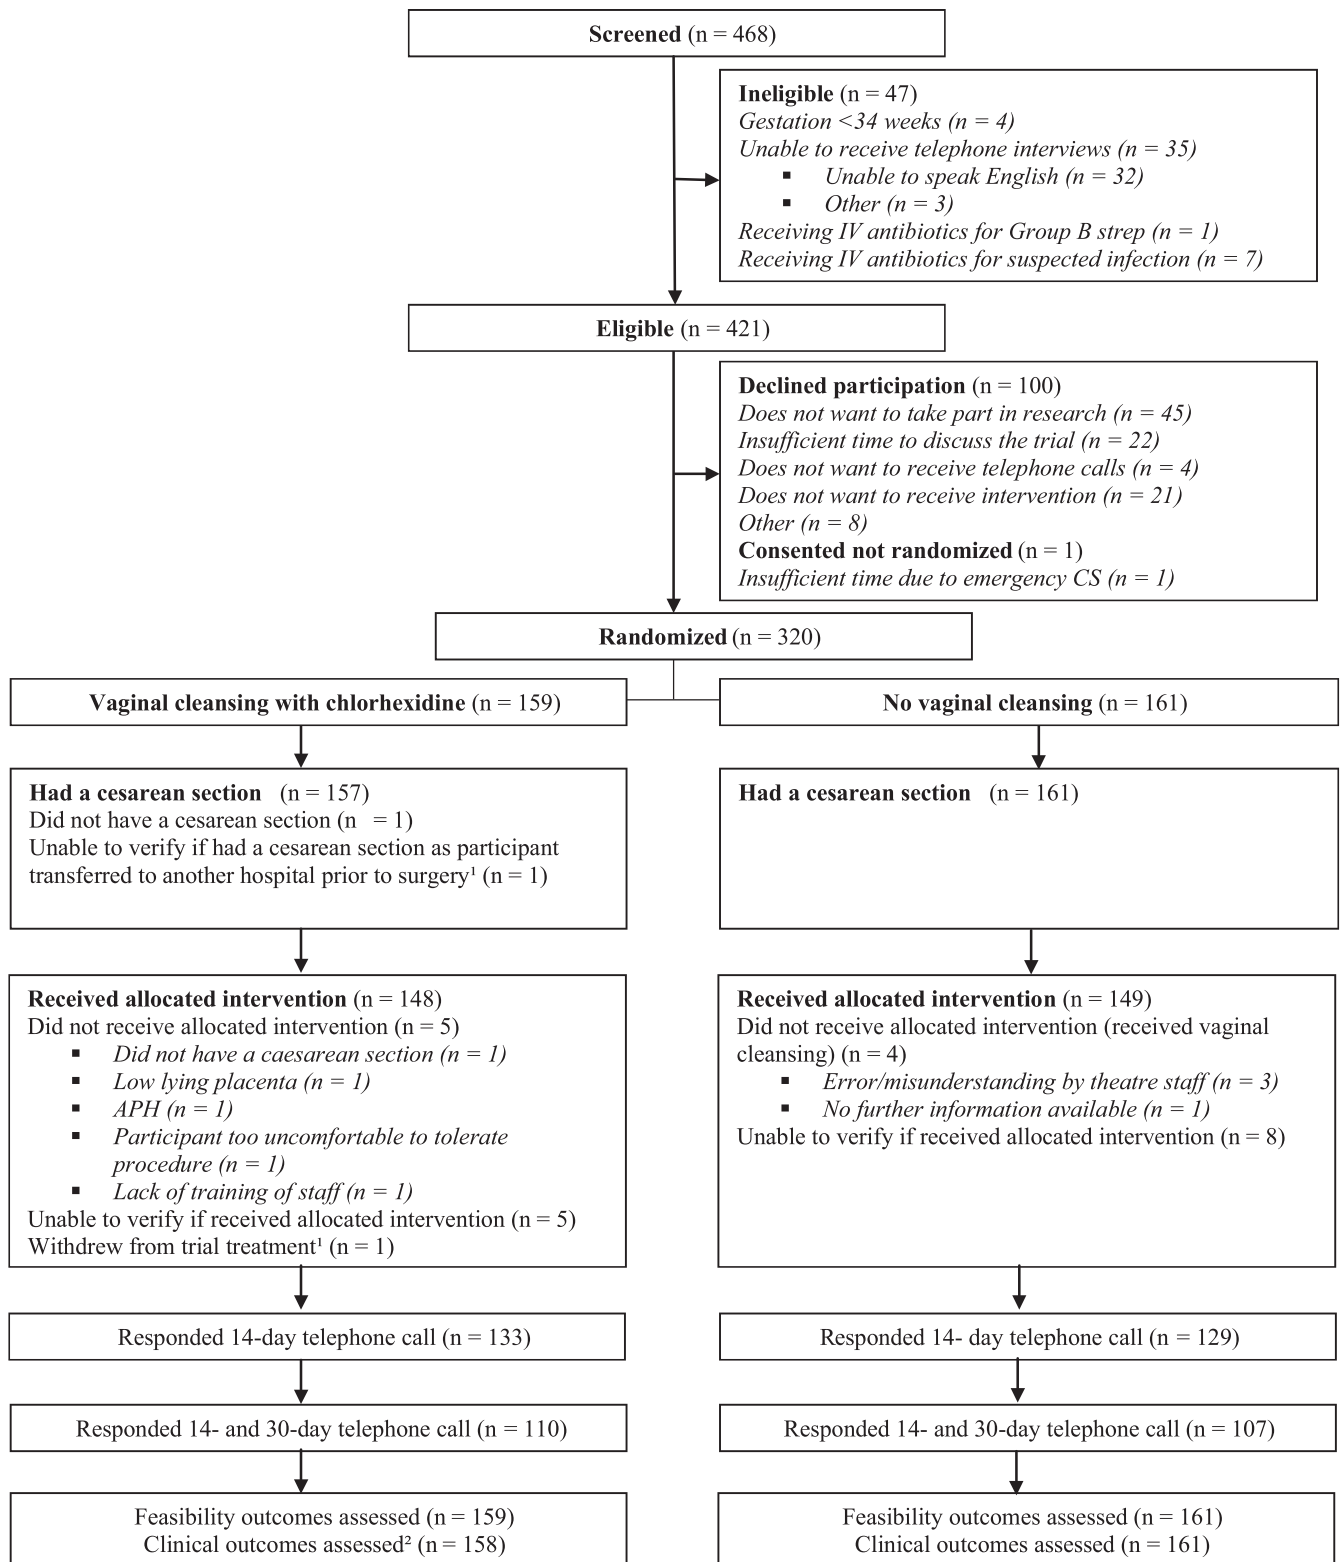 Screened (n = 468)
Ineligible (n = 47)
Gestation <34 weeks (n = 4)
Unable to receive telephone interviews (n = 35)
▪ Unable to speak English (n = 32)
▪ Other (n = 3)
Receiving IV antibiotics for Group B strep (n = 1)
Receiving IV antibiotics for suspected infection (n = 7)
Eligible (n = 421)
Declined participation (n = 100)
Does not want to take part in research (n = 45)
Insufficient time to discuss the trial (n = 22)
Does not want to receive telephone calls (n = 4)
Does not want to receive intervention (n = 21)
Other (n = 8)
Consented not randomized (n = 1)
Insufficient time due to emergency CS (n = 1)
Randomized (n = 320)
Vaginal cleansing with chlorhexidine (n = 159)
No vaginal cleansing (n = 161)
Had a cesarean section (n = 157)
Did not have a cesarean section (n = 1)
Unable to verify if had a cesarean section as participant
transferred to another hospital prior to surgery¹ (n = 1)
Had a cesarean section (n = 161)
Received allocated intervention (n = 148)
Did not receive allocated intervention (n = 5)
▪ Did not have a caesarean section (n = 1)
▪ Low lying placenta (n = 1)
▪ APH (n = 1)
▪ Participant too uncomfortable to tolerate
procedure (n = 1)
▪ Lack of training of staff (n = 1)
Unable to verify if received allocated intervention (n = 5)
Withdrew from trial treatment¹ (n = 1)
Received allocated intervention (n = 149)
Did not receive allocated intervention (received vaginal
cleansing) (n = 4)
▪ Error/misunderstanding by theatre staff (n = 3)
▪ No further information available (n = 1)
Unable to verify if received allocated intervention (n = 8)
Responded 14-day telephone call (n = 133)
Responded 14- day telephone call (n = 129)
Responded 14- and 30-day telephone call (n = 110)
Responded 14- and 30-day telephone call (n = 107)
Feasibility outcomes assessed (n = 159)
Clinical outcomes assessed² (n = 158)
Feasibility outcomes assessed (n = 161)
Clinical outcomes assessed (n = 161)